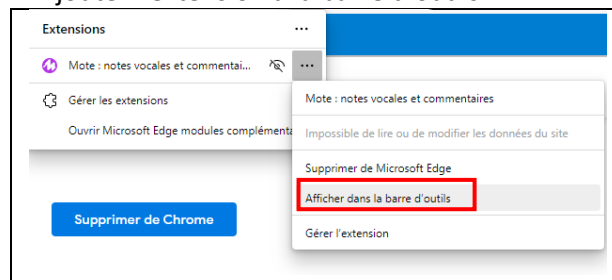 Extensions
Mote : notes vocales et commentai...
Gérer les extensions
Ouvrir Microsoft Edge modules complémenta
Mote : notes vocales et commentaires
Impossible de lire ou de modifier les données du site
Supprimer de Microsoft Edge
Afficher dans la barre d'outils
Gérer l'extension
Supprimer de Chrome